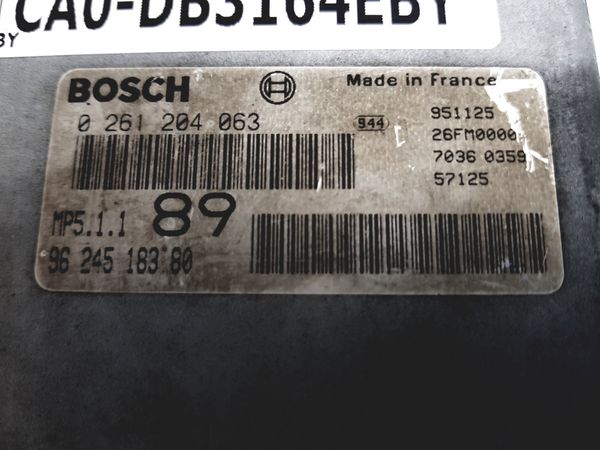 CAU-DB3164EBY
BY
BOSCH
Made in France
0 261 204 063
944
951125
26FM0000
7036 0359
57125
MP5.1.1 89
96 245 183 80